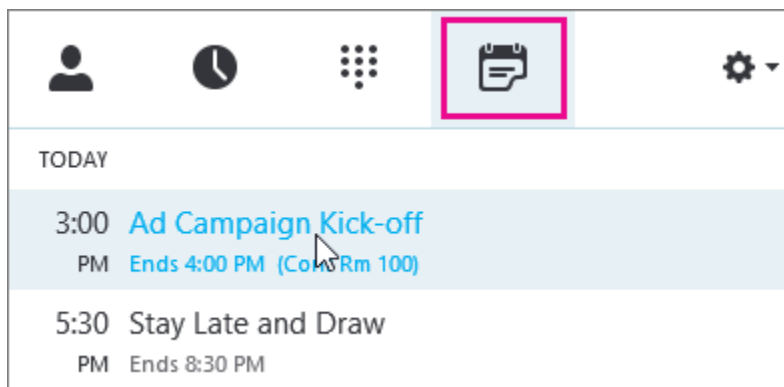 TODAY
3:00 Ad Campaign Kick-off
PM Ends 4:00 PM (Conf Rm 100)
5:30 Stay Late and Draw
PM Ends 8:30 PM